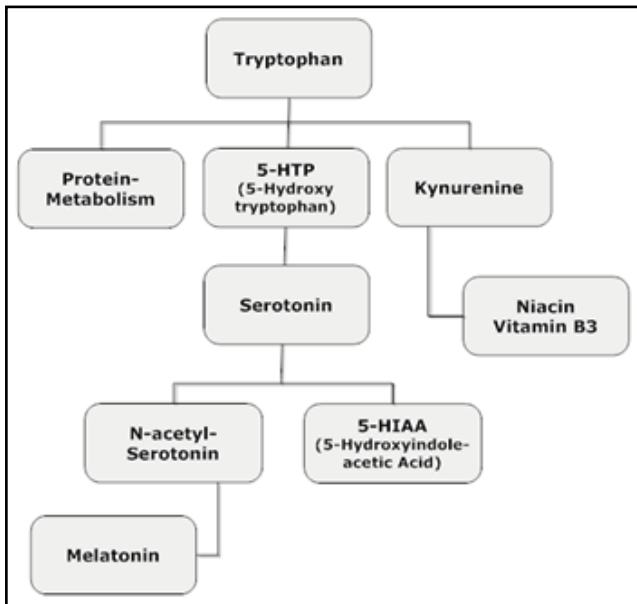 Tryptophan
Protein-
Metabolism
5-HTP
(5-Hydroxy
tryptophan)
Kynurenine
Serotonin
Niacin
Vitamin B3
N-acetyl-
Serotonin
5-HIAA
(5-Hydroxyindole-
acetic Acid)
Melatonin